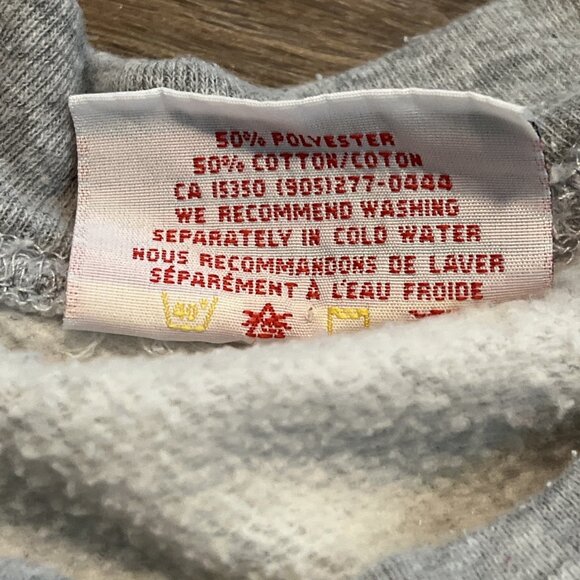 50% POLYESTER
50% COTTON/COTON
CA 15350 (905)277-0444
WE RECOMMEND WASHING
SEPARATELY IN COLD WATER
NOUS RECOMMANDONS DE LAVER
SÉPARÉMENT À L'EAU FROIDE
40°